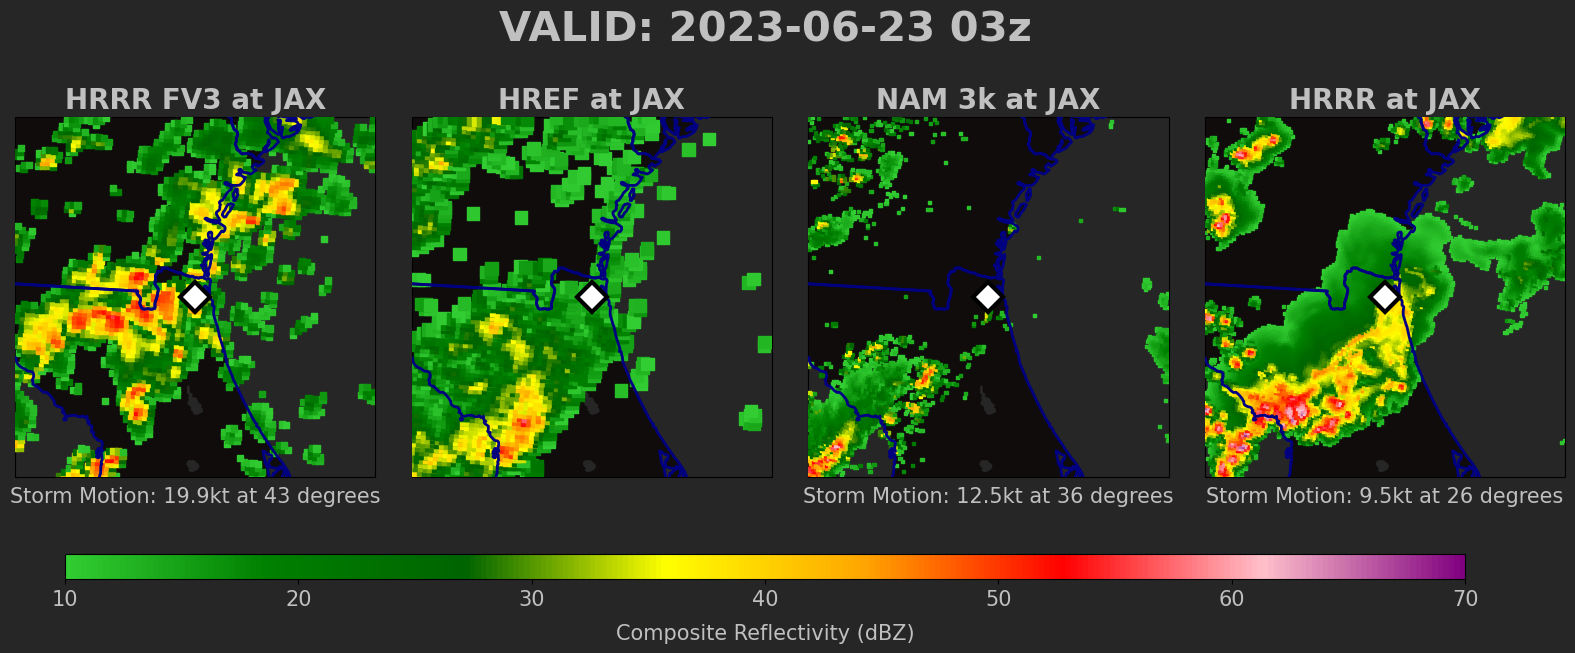 VALID: 2023-06-23 03z
HRRR FV3 at JAX
HREF at JAX
NAM 3k at JAX
HRRR at JAX
Storm Motion: 19.9kt at 43 degrees
Storm Motion: 12.5kt at 36 degrees
Storm Motion: 9.5kt at 26 degrees
10 20 30 40 50 60 70
Composite Reflectivity (dBZ)